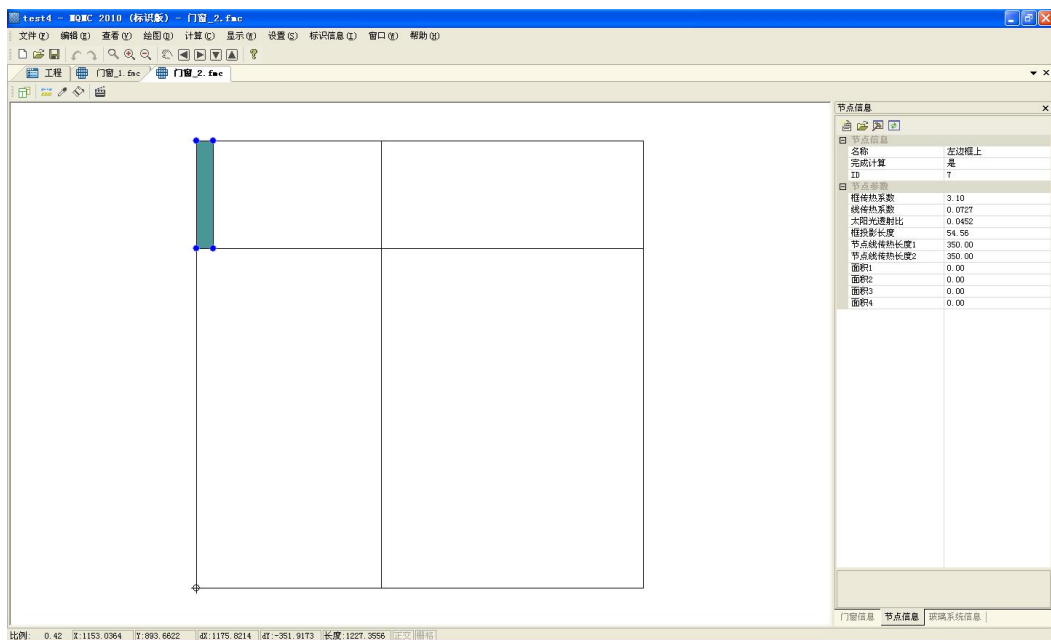 test4 - MQMC 2010 (标识版) - 门窗_2.fmc
文件(F) 编辑(E) 查看(V) 绘图(D) 计算(C) 显示(W) 设置(S) 标识信息(I) 窗口(W) 帮助(H)
工程 门窗_1.fmc 门窗_2.fmc
节点信息
节点信息
名称 左边框上
完成计算 是
ID 7
节点参数
框传热系数 3.10
线传热系数 0.0727
太阳光透射比 0.0452
框投影长度 54.56
节点线传热长度1 350.00
节点线传热长度2 350.00
面积1 0.00
面积2 0.00
面积3 0.00
面积4 0.00
门窗信息 节点信息 玻璃系统信息
比例: 0.42 X:1153.0364 Y:893.6622 dX:1175.8214 dY:-351.9173 长度:1227.3556 正交 栅格